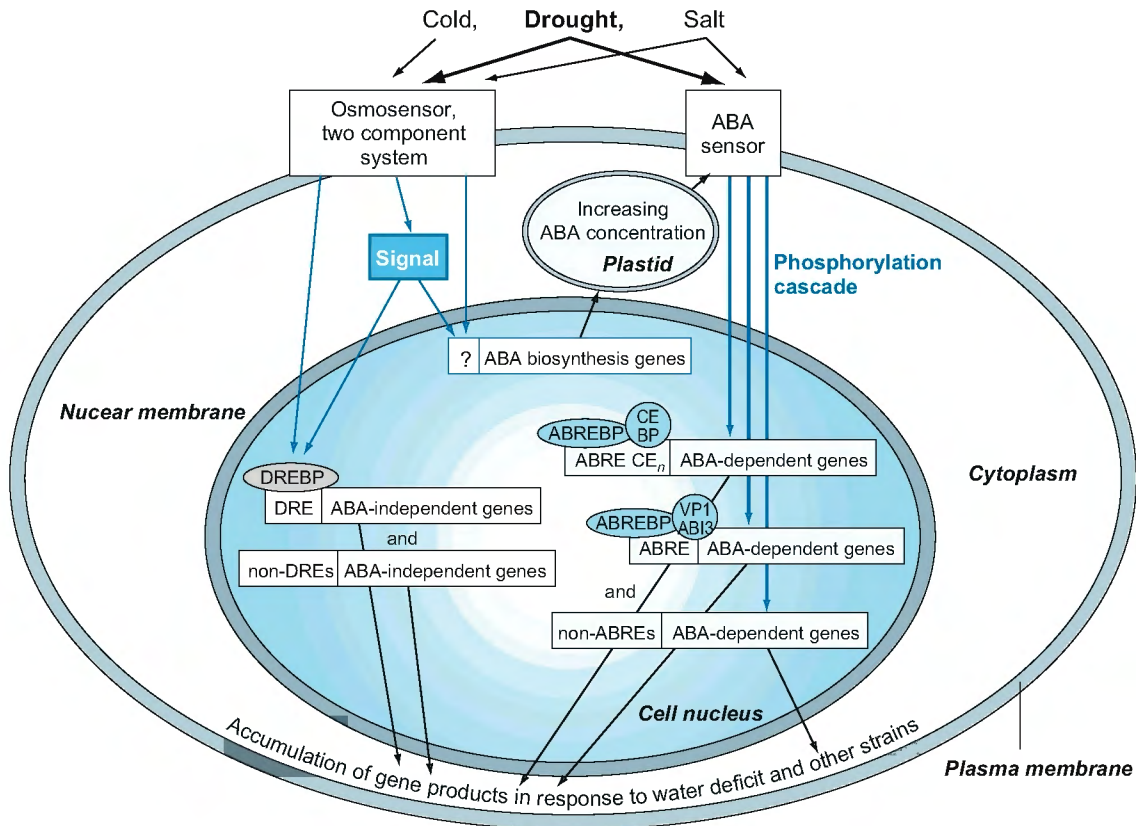 Cold, Drought, Salt
Osmosensor,
two component
system
ABA
sensor
Increasing
ABA concentration
Plastid
Signal
Phosphorylation
cascade
? ABA biosynthesis genes
Nucear membrane
CE
BP
ABREBP
ABRE CEn ABA-dependent genes
Cytoplasm
DREBP
DRE ABA-independent genes
VP1
ABI3
ABREBP
ABRE ABA-dependent genes
and
non-DREs ABA-independent genes
and
non-ABREs ABA-dependent genes
Cell nucleus
Accumulation of gene products in response to water deficit and other strains
Plasma membrane